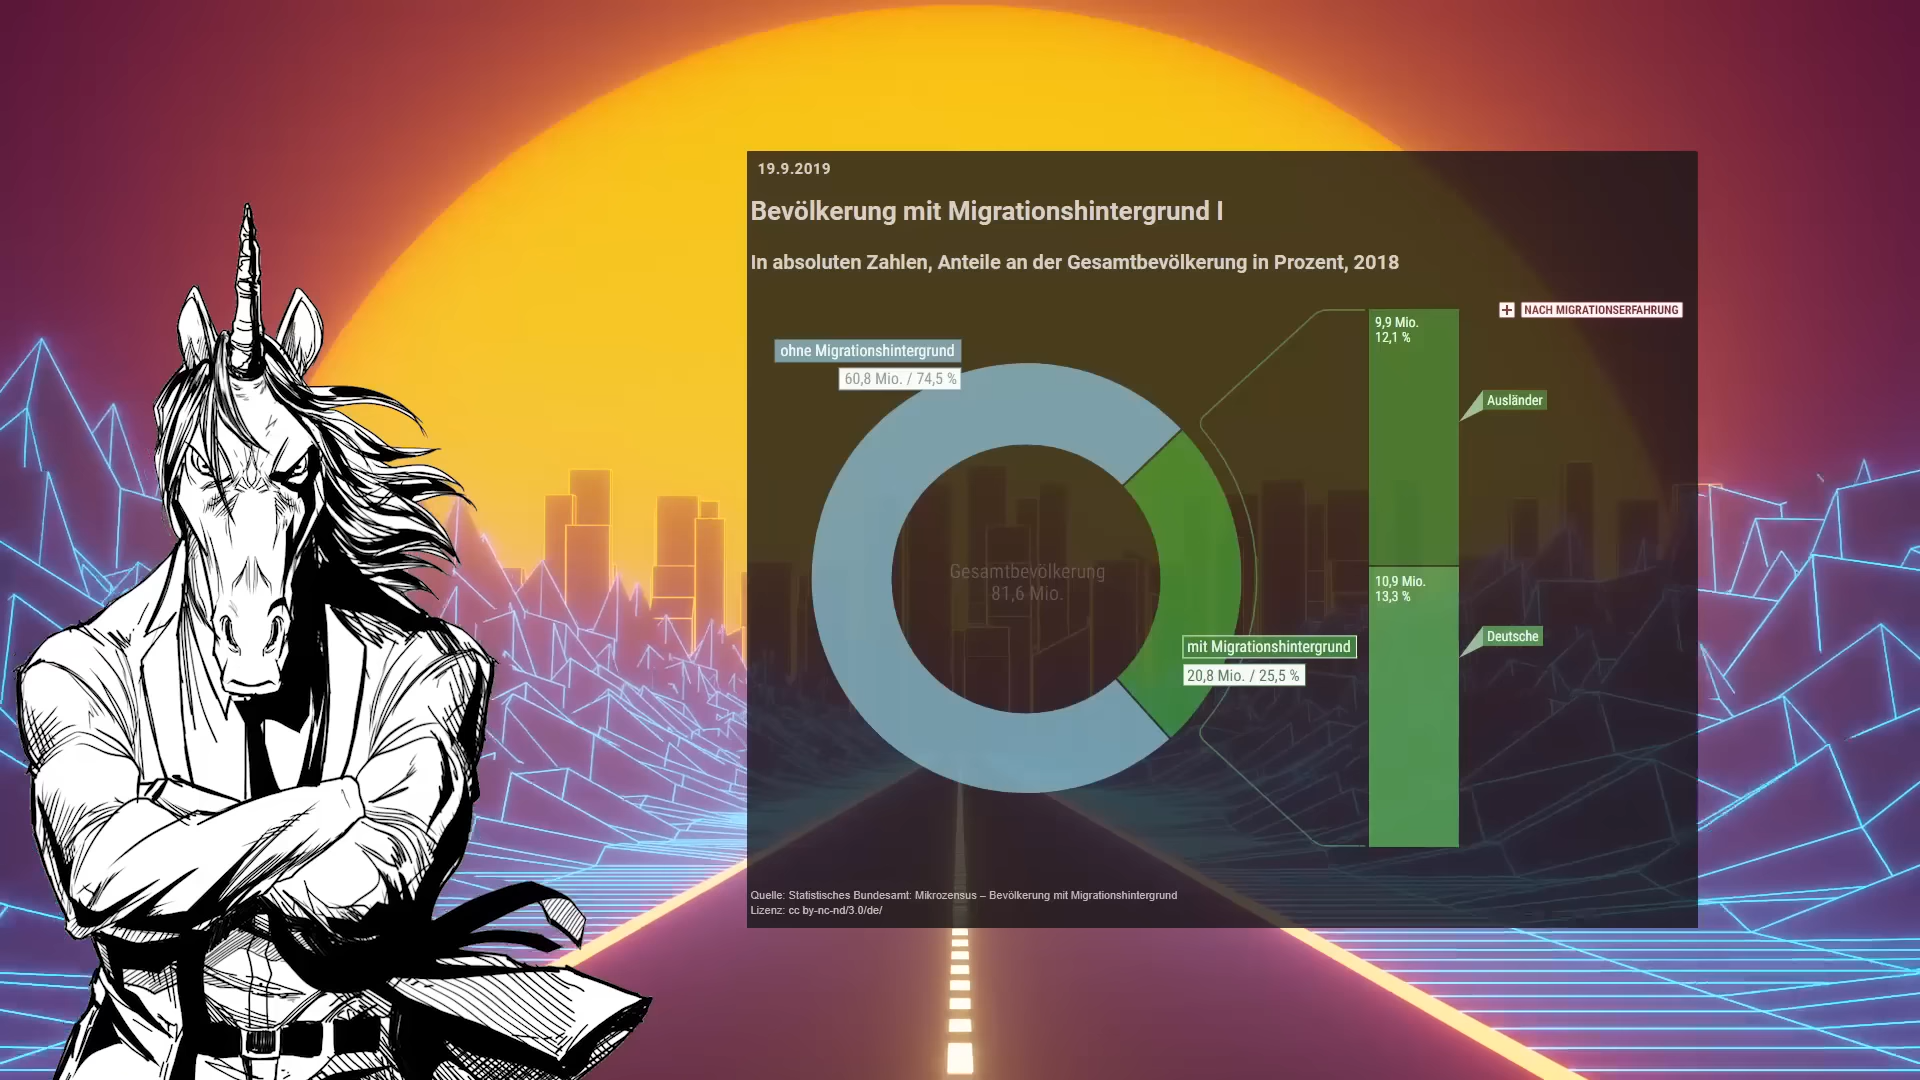 19.9.2019
Bevölkerung mit Migrationshintergrund I
In absoluten Zahlen, Anteile an der Gesamtbevölkerung in Prozent, 2018
NACH MIGRATIONSERFAHRUNG
9,9 Mio.
12,1 %
ohne Migrationshintergrund
60,8 Mio. / 74,5 %
Ausländer
Gesamtbevölkerung
81,6 Mio.
10,9 Mio.
13,3 %
Deutsche
mit Migrationshintergrund
20,8 Mio. / 25,5 %
Quelle: Statistisches Bundesamt: Mikrozensus – Bevölkerung mit Migrationshintergrund
Lizenz: cc by-nc-nd/3.0/de/